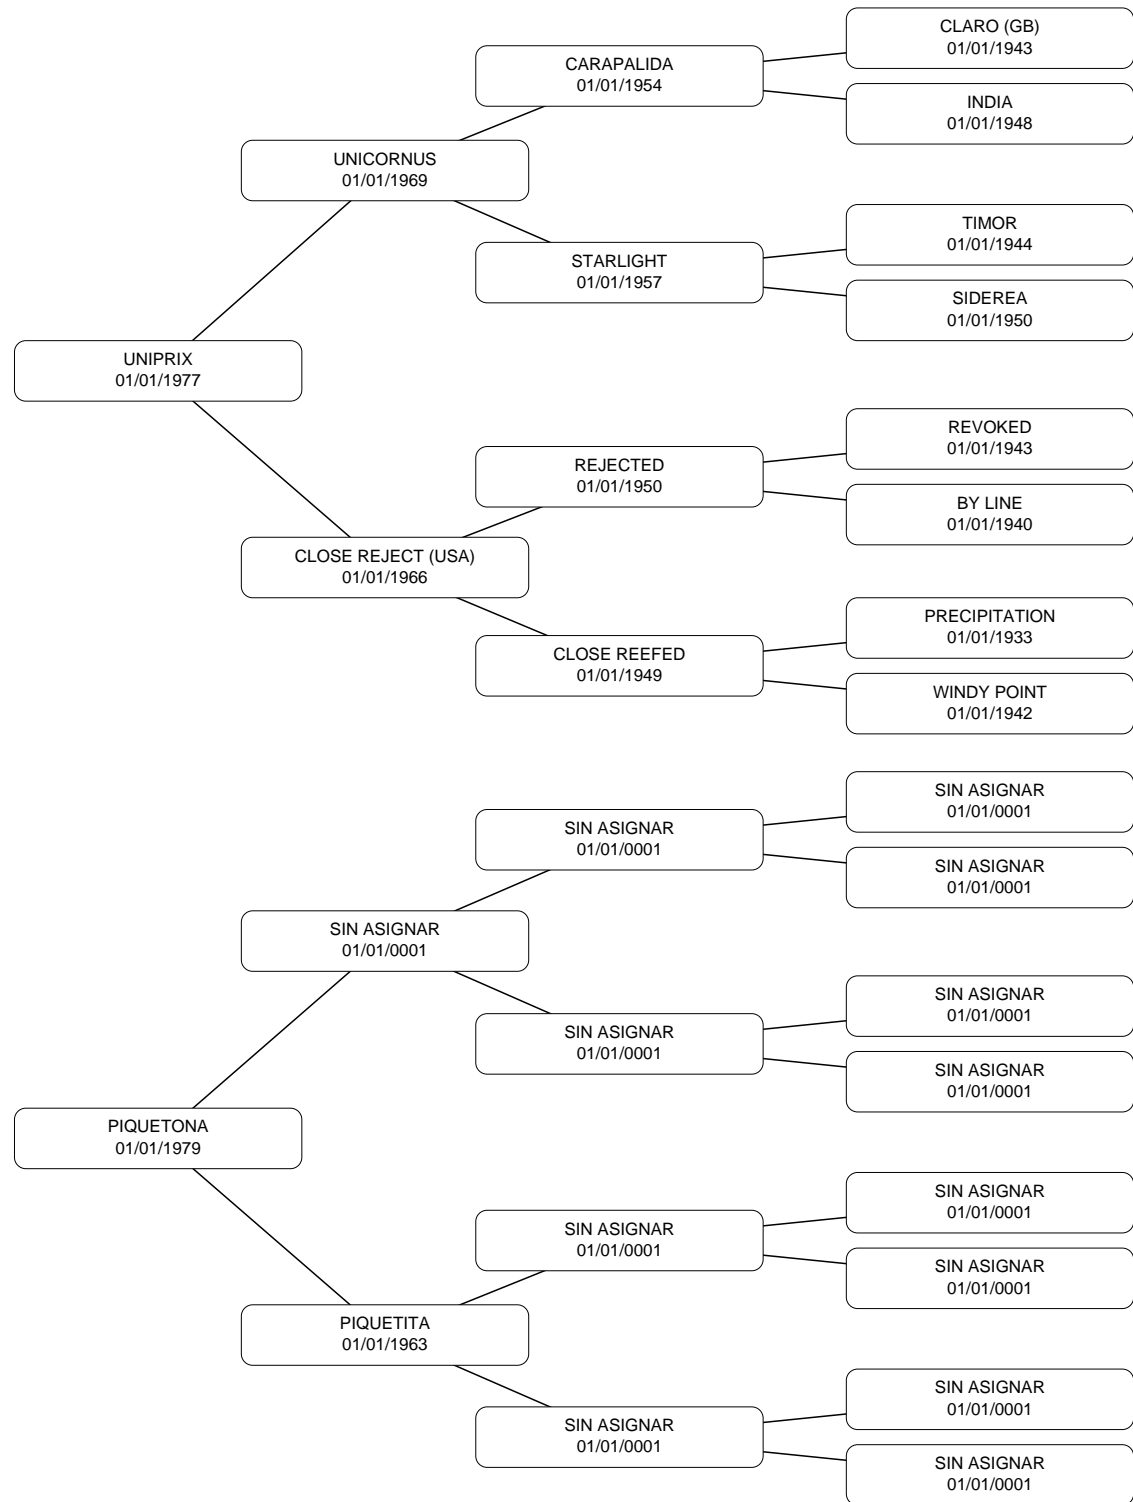 CLARO (GB)
01/01/1943
CARAPALIDA
01/01/1954
INDIA
01/01/1948
UNICORNUS
01/01/1969
TIMOR
01/01/1944
STARLIGHT
01/01/1957
SIDEREA
01/01/1950
UNIPRIX
01/01/1977
REVOKED
01/01/1943
REJECTED
01/01/1950
BY LINE
01/01/1940
CLOSE REJECT (USA)
01/01/1966
PRECIPITATION
01/01/1933
CLOSE REEFED
01/01/1949
WINDY POINT
01/01/1942
SIN ASIGNAR
01/01/0001
SIN ASIGNAR
01/01/0001
SIN ASIGNAR
01/01/0001
SIN ASIGNAR
01/01/0001
SIN ASIGNAR
01/01/0001
SIN ASIGNAR
01/01/0001
SIN ASIGNAR
01/01/0001
PIQUETONA
01/01/1979
SIN ASIGNAR
01/01/0001
SIN ASIGNAR
01/01/0001
SIN ASIGNAR
01/01/0001
PIQUETITA
01/01/1963
SIN ASIGNAR
01/01/0001
SIN ASIGNAR
01/01/0001
SIN ASIGNAR
01/01/0001